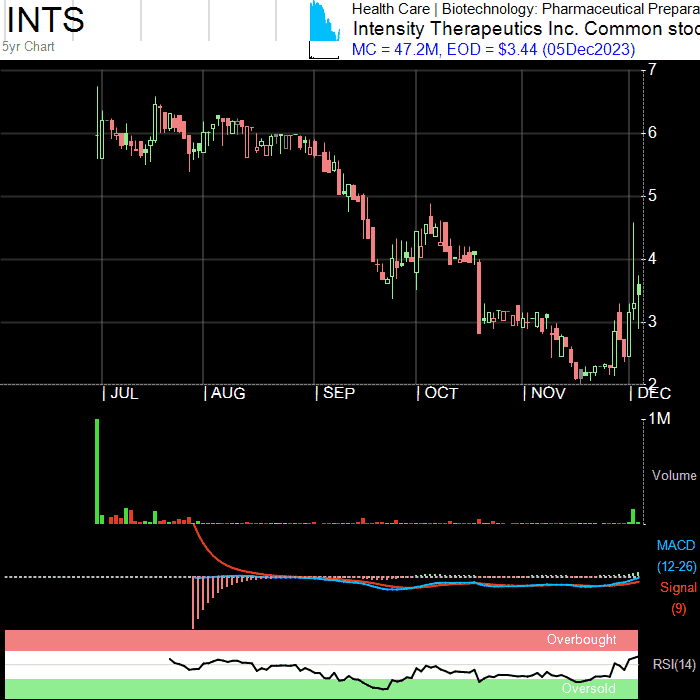 INTS
5yr Chart
Health Care | Biotechnology: Pharmaceutical Prepara
Intensity Therapeutics Inc. Common stoc
MC = 47.2M, EOD = $3.44 (05Dec2023)
7
6
5
4
3
2
JUL
AUG
SEP
OCT
NOV
DEC
1M
Volume
MACD
(12-26)
Signal
(9)
Overbought
RSI(14)
Oversold